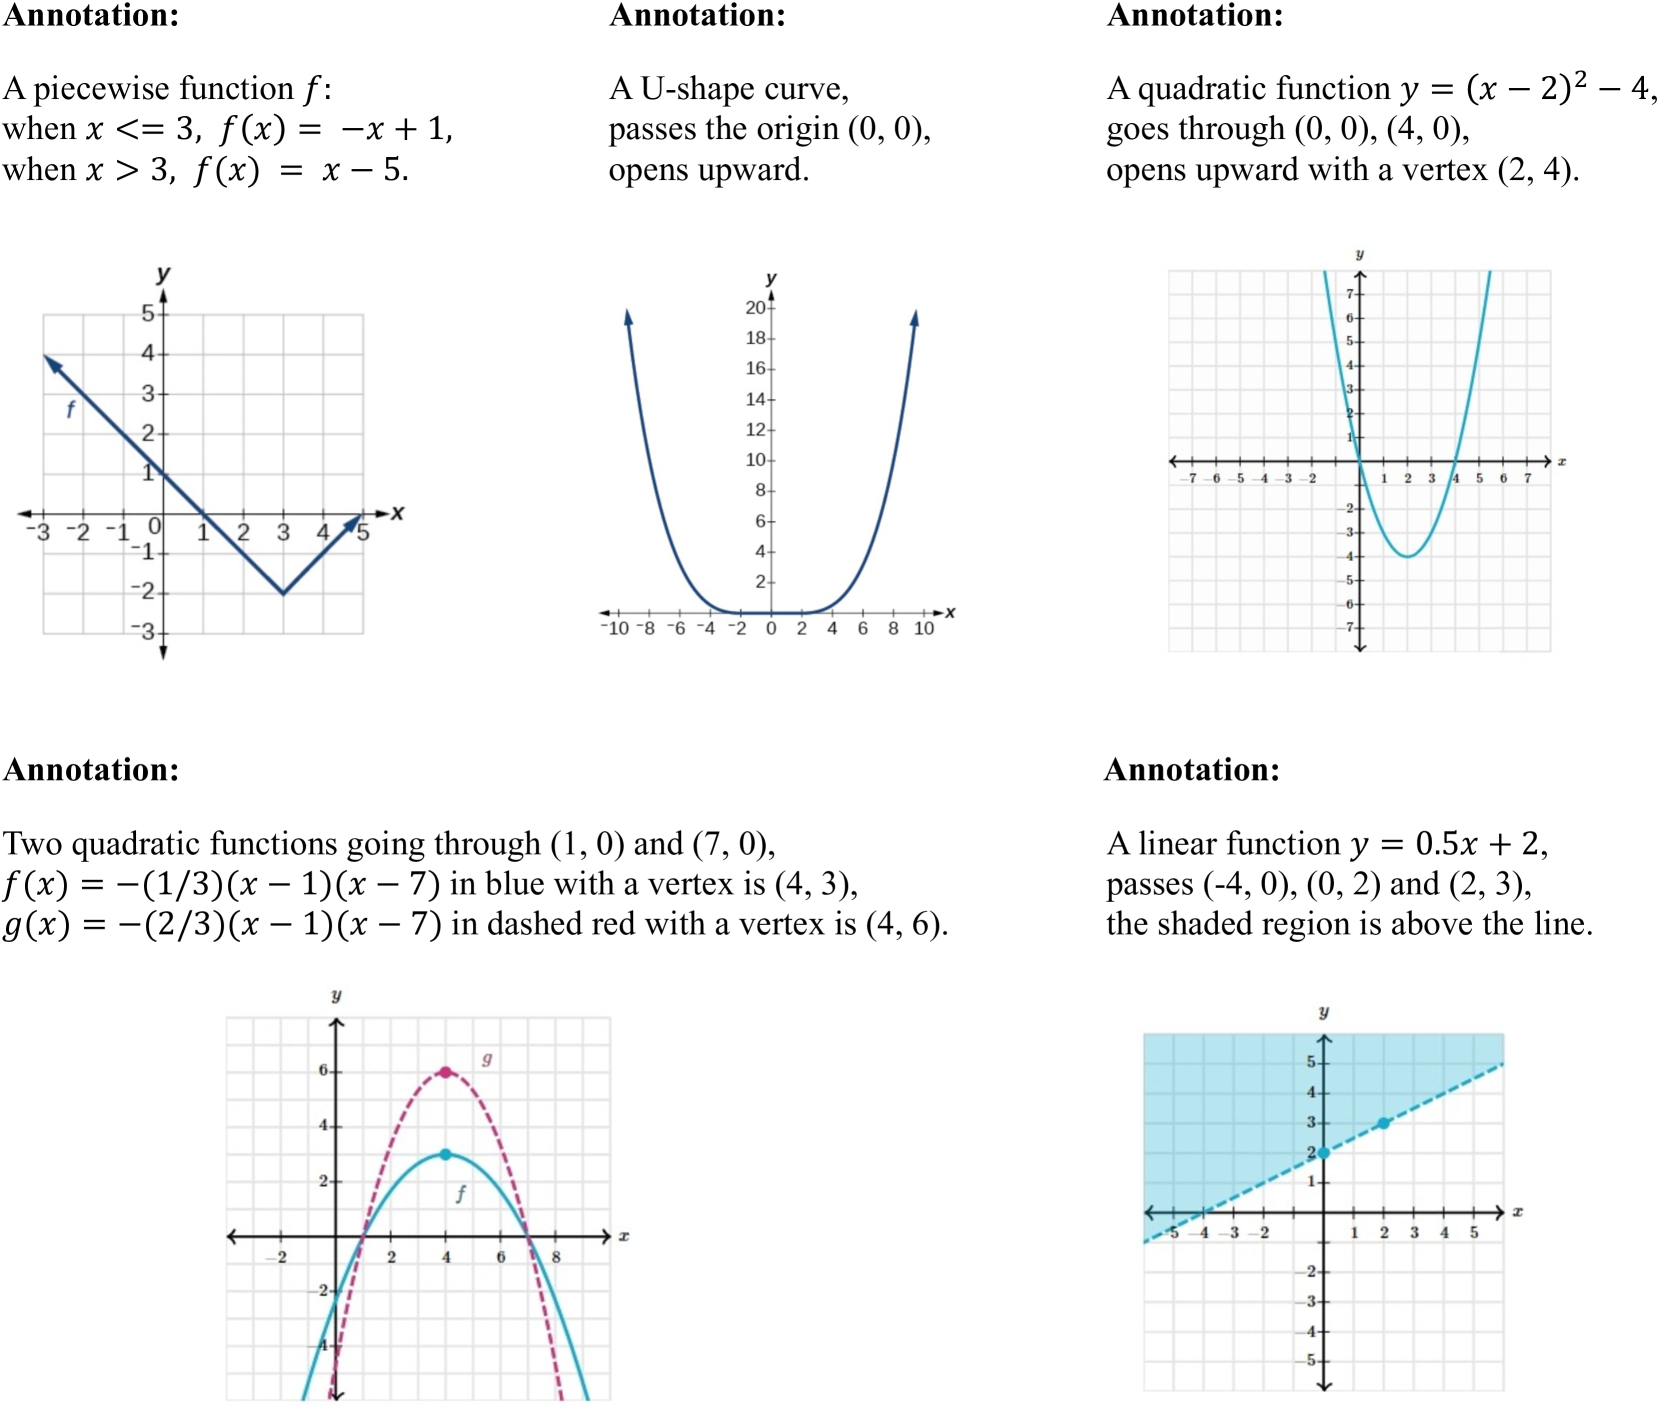 Annotation:
A piecewise function f:
when x <= 3, f(x) = −x + 1,
when x > 3, f(x) = x − 5.
y
5
4
3
2
1
f
x
-3 -2 -1 0 1 2 3 4 5
-1
-2
-3
Annotation:
A U-shape curve,
passes the origin (0, 0),
opens upward.
y
20
18
16
14
12
10
8
6
4
2
x
-10 -8 -6 -4 -2 0 2 4 6 8 10
Annotation:
A quadratic function y = (x − 2)² − 4,
goes through (0, 0), (4, 0),
opens upward with a vertex (2, 4).
y
7
6
5
4
3
2
1
x
-7 -6 -5 -4 -3 -2 1 2 3 4 5 6 7
-2
-3
-4
-5
-6
-7
Annotation:
Two quadratic functions going through (1, 0) and (7, 0),
f(x) = −(1/3)(x − 1)(x − 7) in blue with a vertex is (4, 3),
g(x) = −(2/3)(x − 1)(x − 7) in dashed red with a vertex is (4, 6).
y
g
6
4
2
f
x
-2 2 4 6 8
-2
-4
Annotation:
A linear function y = 0.5x + 2,
passes (-4, 0), (0, 2) and (2, 3),
the shaded region is above the line.
y
5
4
3
2
1
x
-5 -4 -3 -2 1 2 3 4 5
-2
-3
-4
-5